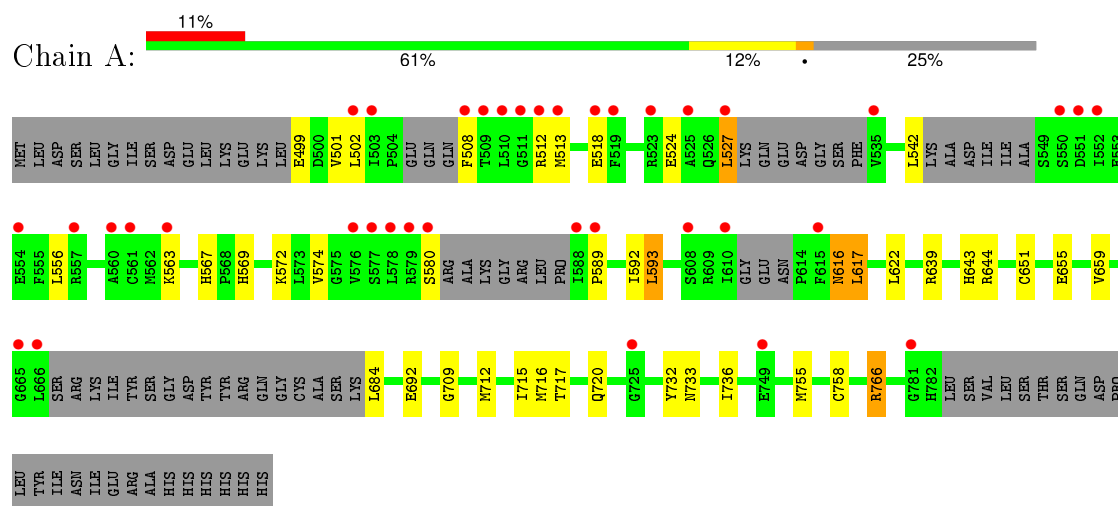 11%
Chain A:
61% 12% • 25%
MET LEU ASP SER LEU GLY ILE SER ASP GLU LEU LYS GLU LYS LEU E499 D500 V501 L502 I503 P504 GLU GLN GLN F508 T509 L510 G511 R512 M513 E518 F519 R523 E524 A525 Q526 L527 LYS GLN GLU ASP GLY SER PHE V535 L542 LYS ALA ASP ILE ILE ALA S549 S550 D551 I552 E553
E554 F555 L556 R557 A560 C561 M562 K563 H567 P568 H569 K572 L573 V574 G575 V576 S577 L578 R579 S580 ARG ALA LYS GLY ARG LEU PRO I588 P589 I592 L593 S608 R609 I610 GLY GLU ASN P614 F615 N616 L617 L622 R639 H643 R644 C651 E655 V659
G665 L666 SER ARG LYS ILE TYR SER GLY ASP TYR TYR ARG GLN GLY CYS ALA SER LYS L684 E692 G709 M712 I715 M716 T717 Q720 G725 Y732 N733 I736 E749 M755 C758 R766 G781 H782 LEU SER VAL LEU SER THR SER GLN ASP PRO
LEU TYR ILE ASN ILE GLU ARG ALA HIS HIS HIS HIS HIS